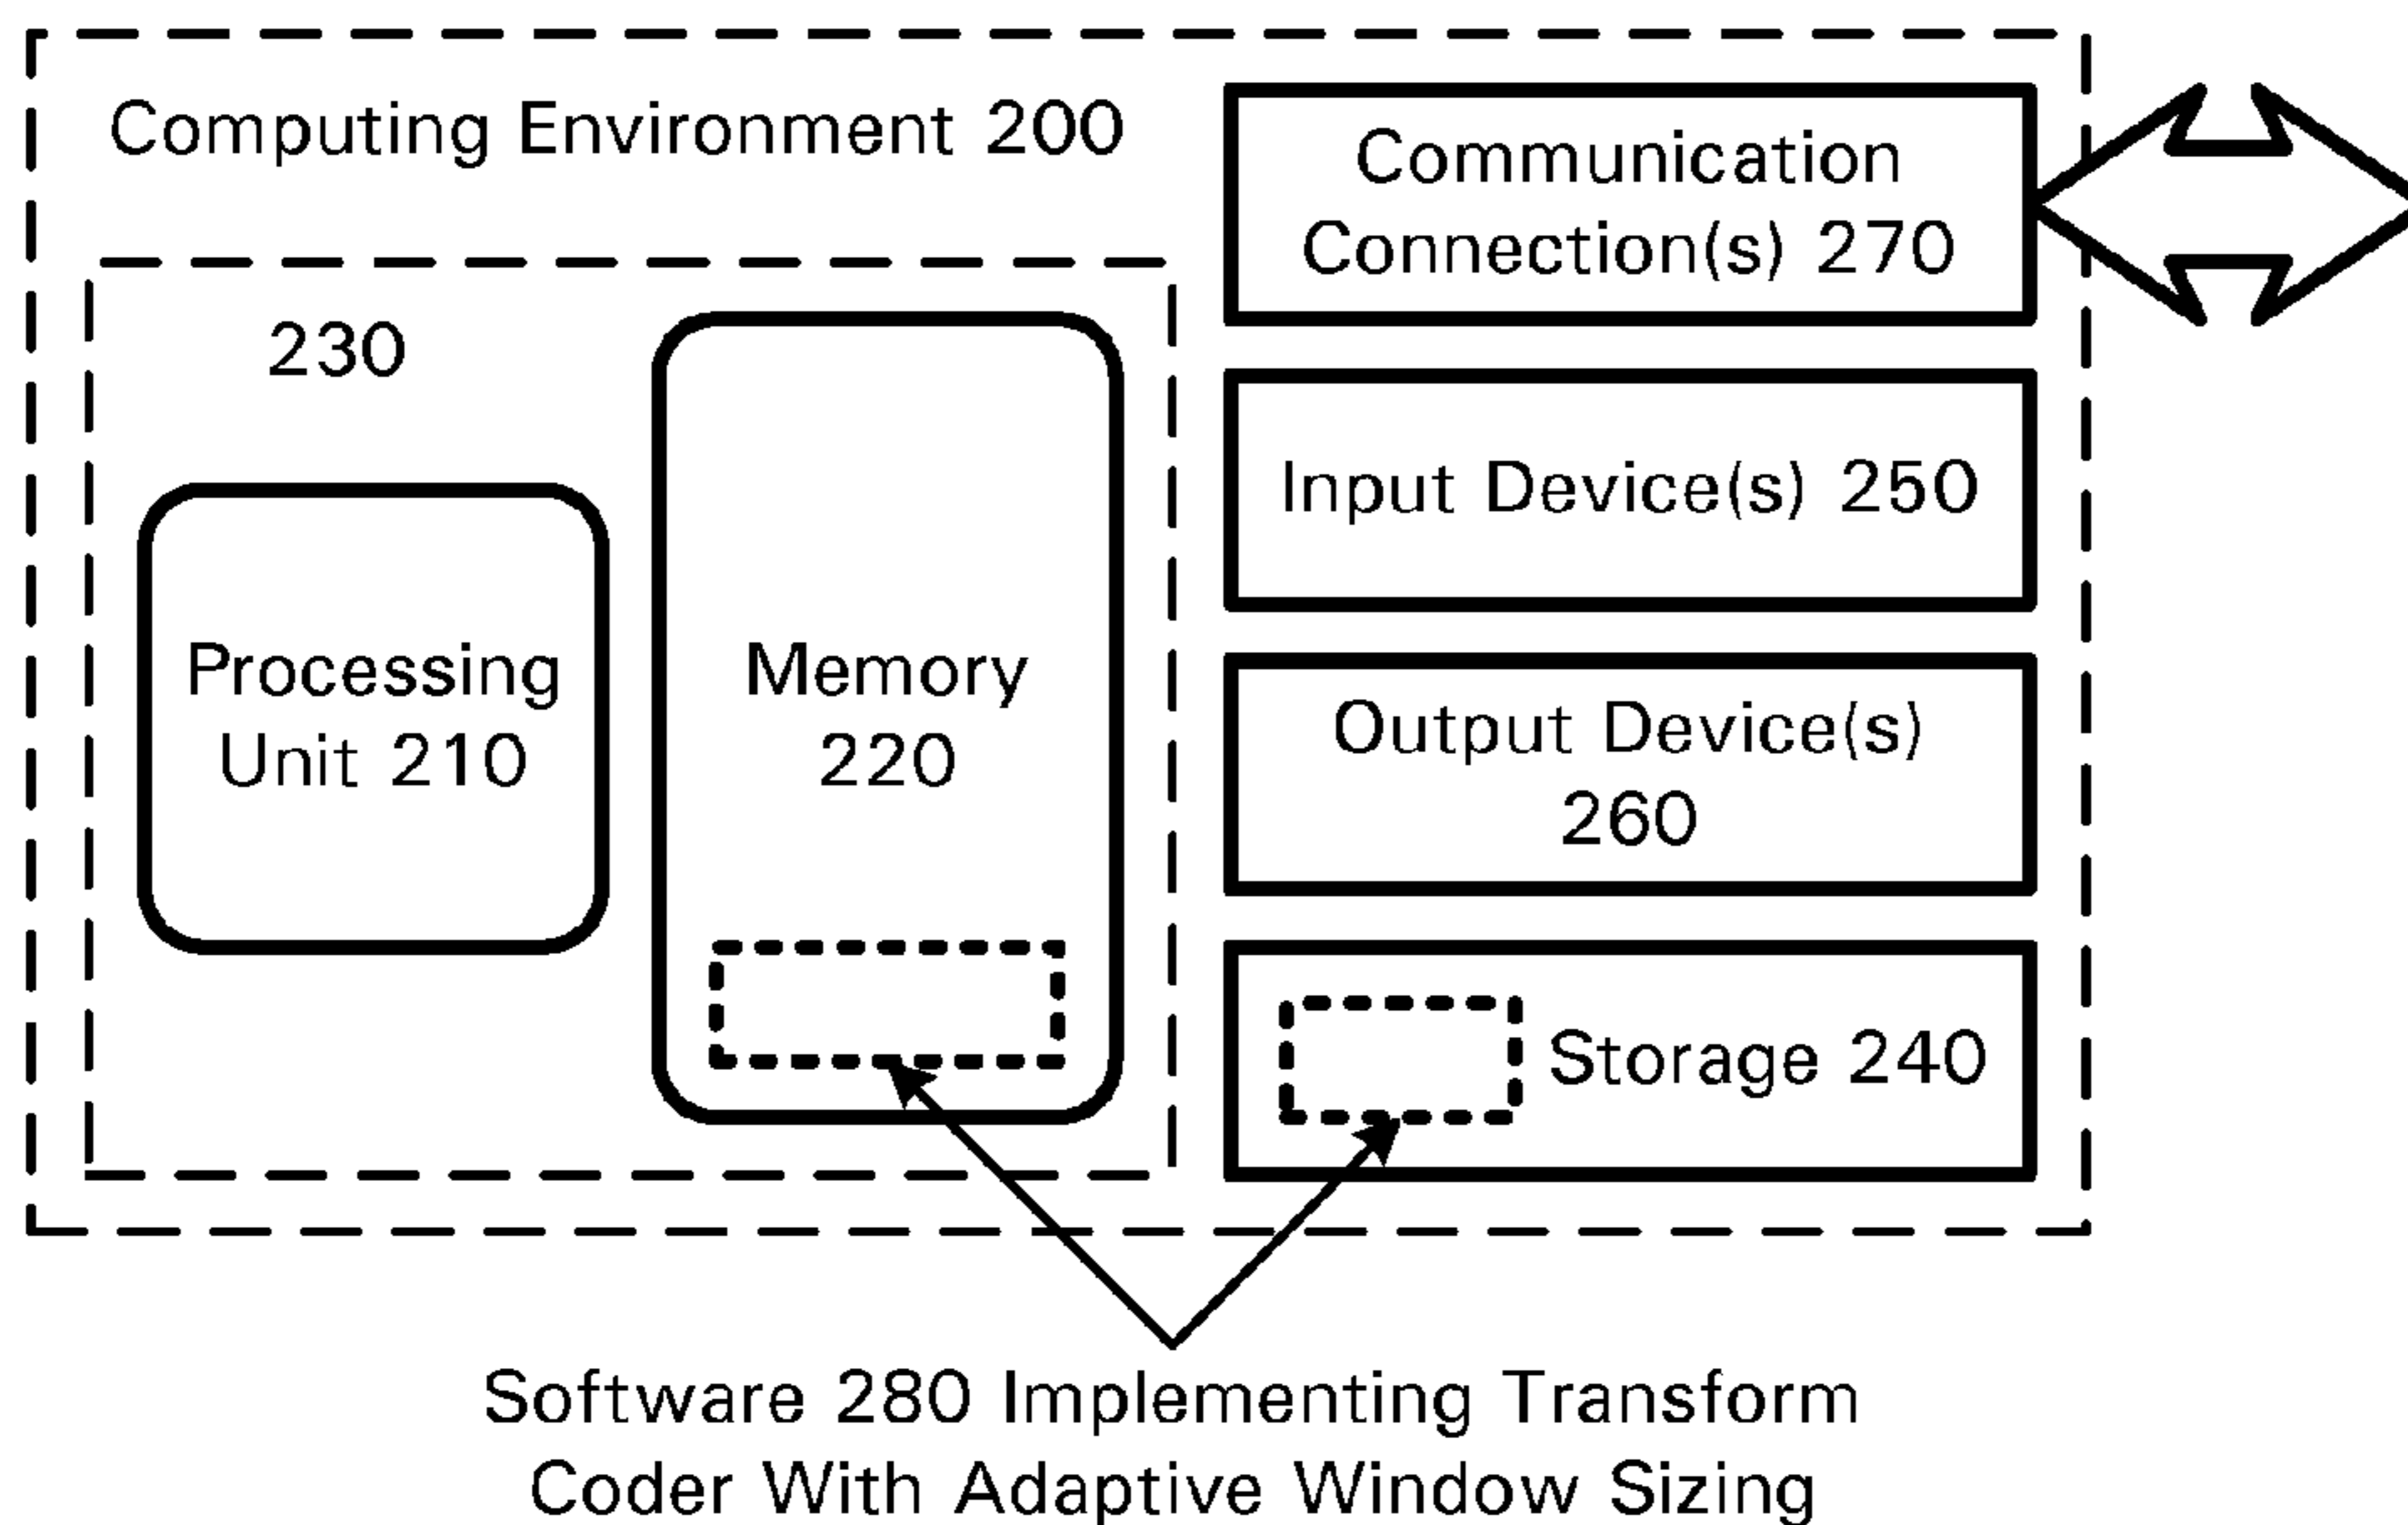 Computing Environment 200
Communication
Connection(s) 270
230
Input Device(s) 250
Processing
Unit 210
Memory
220
Output Device(s)
260
Storage 240
Software 280 Implementing Transform
Coder With Adaptive Window Sizing